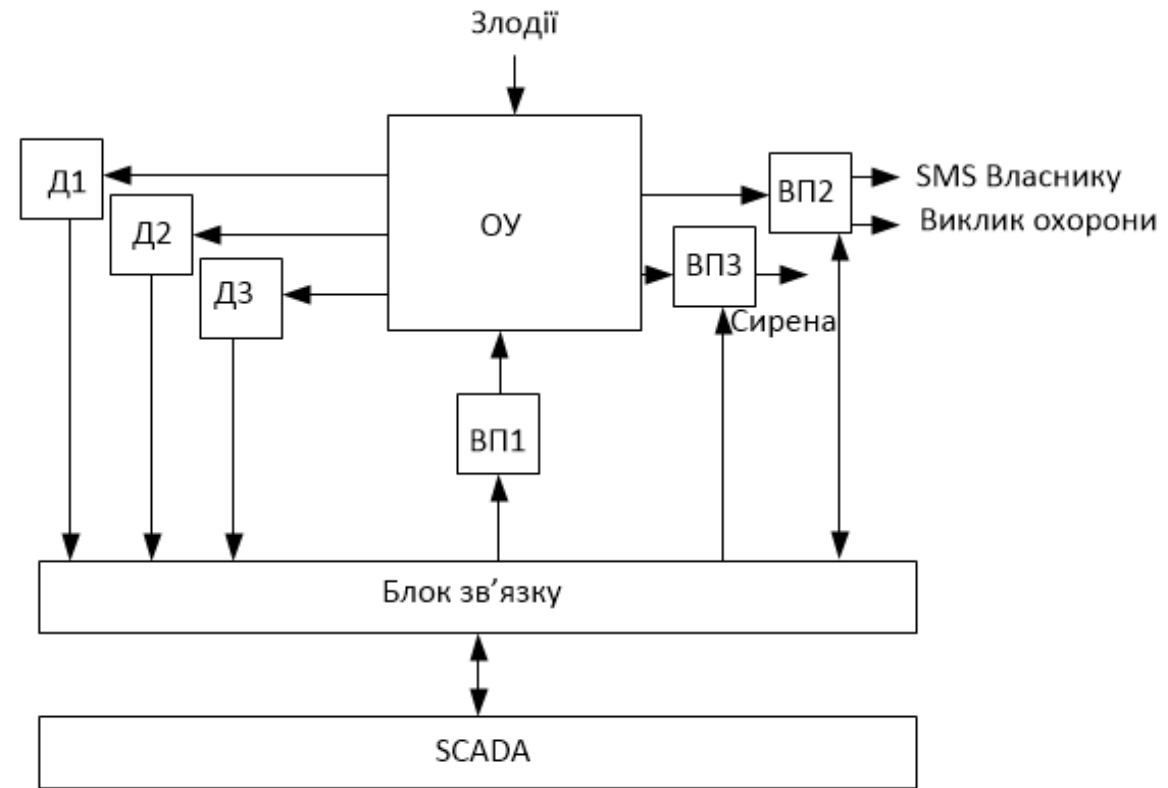 Злодії
Д1
Д2
Д3
ОУ
ВП2
SMS Власнику
Виклик охорони
ВП3
Сирена
ВП1
Блок зв’язку
SCADA